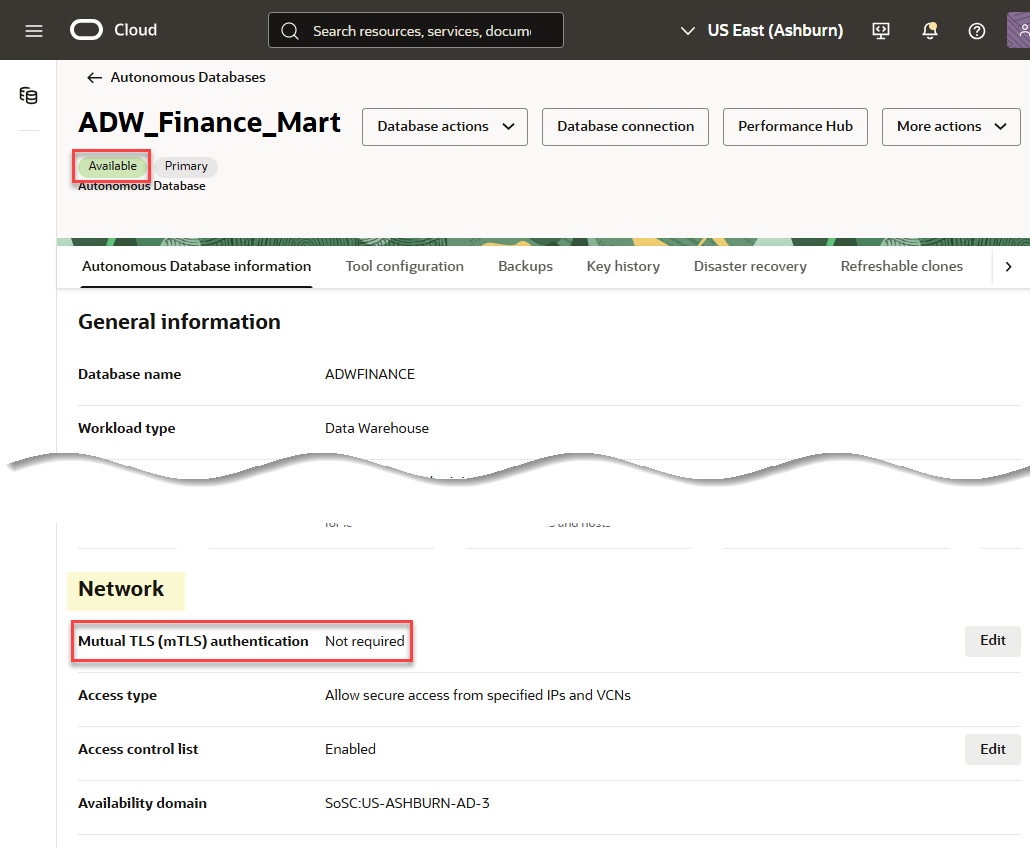 Cloud
Search resources, services, docum
US East (Ashburn)
Autonomous Databases
ADW_Finance_Mart
Database actions
Database connection
Performance Hub
More actions
Available
Primary
Autonomous Database
Autonomous Database information
Tool configuration
Backups
Key history
Disaster recovery
Refreshable clones
General information
Database name ADWFINANCE
Workload type Data Warehouse
and hosts
Network
Mutual TLS (mTLS) authentication Not required Edit
Access type Allow secure access from specified IPs and VCNs
Access control list Enabled Edit
Availability domain SoSC:US-ASHBURN-AD-3